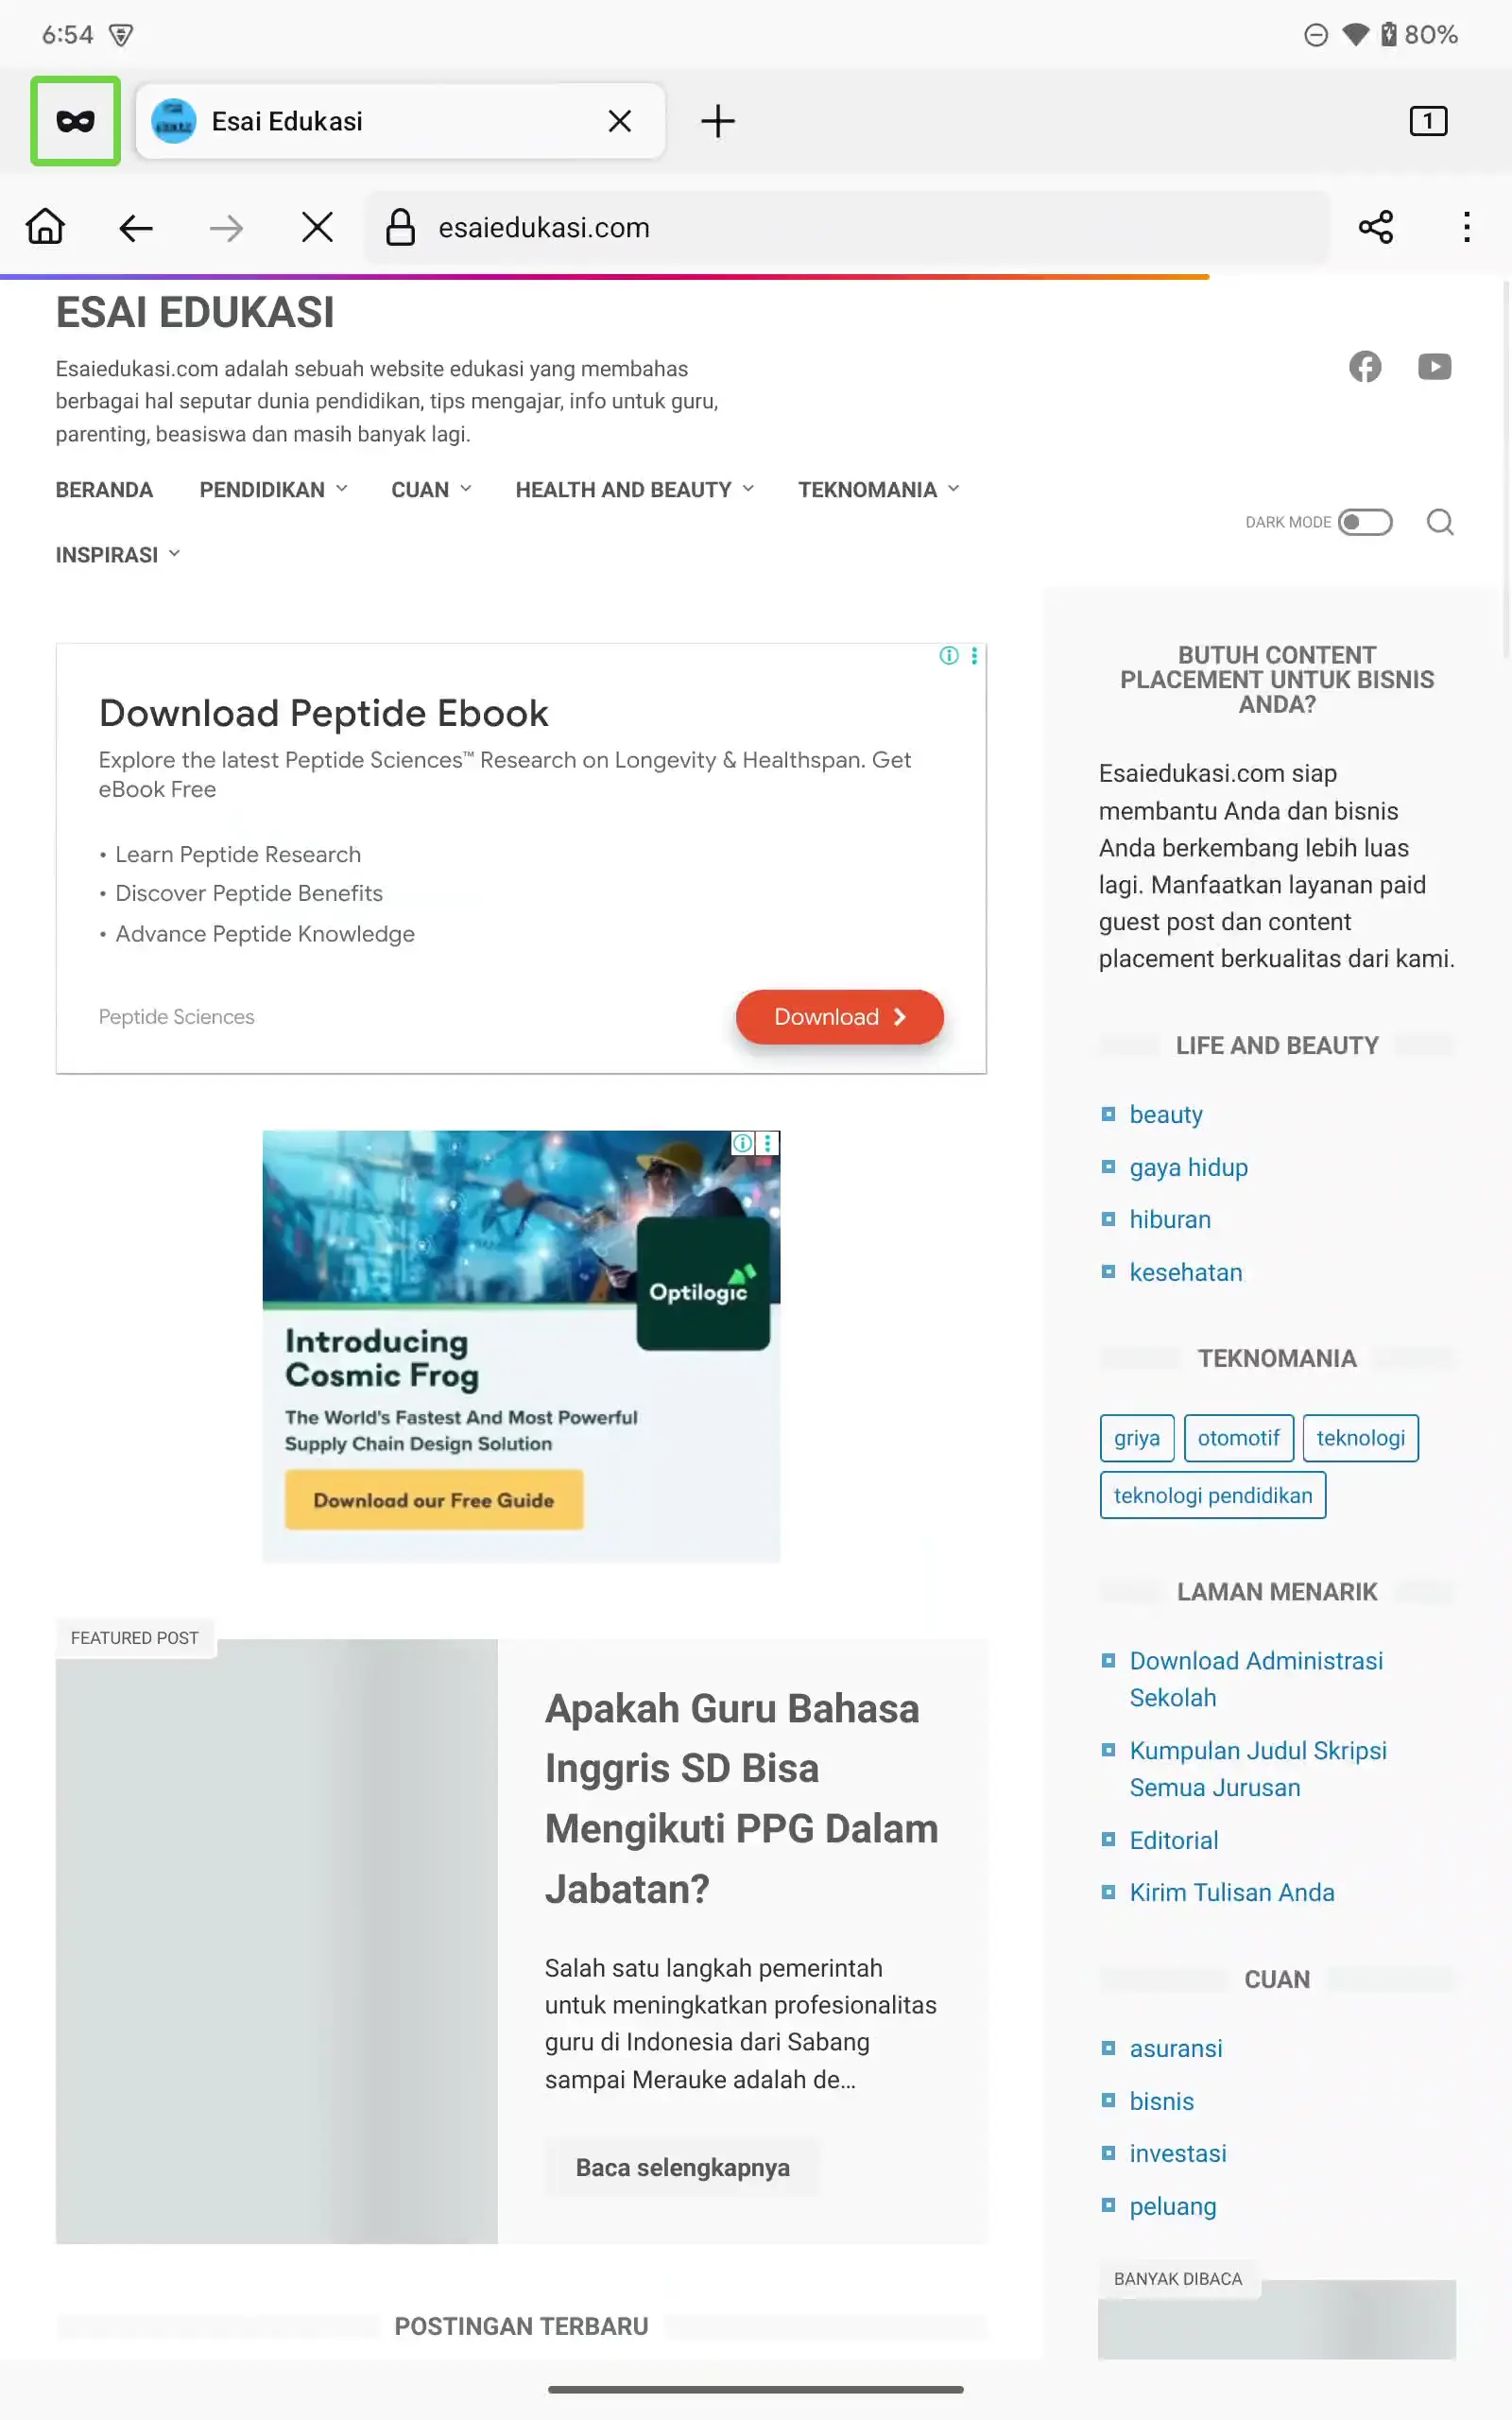 6:54
80%
Esai Edukasi
1
esaiedukasi.com
ESAI EDUKASI
Esaiedukasi.com adalah sebuah website edukasi yang membahas
berbagai hal seputar dunia pendidikan, tips mengajar, info untuk guru,
parenting, beasiswa dan masih banyak lagi.
BERANDA PENDIDIKAN CUAN HEALTH AND BEAUTY TEKNOMANIA
INSPIRASI
DARK MODE
Download Peptide Ebook
Explore the latest Peptide Sciences™ Research on Longevity & Healthspan. Get
eBook Free
• Learn Peptide Research
• Discover Peptide Benefits
• Advance Peptide Knowledge
Peptide Sciences
Download
Optilogic
Introducing
Cosmic Frog
The World's Fastest And Most Powerful
Supply Chain Design Solution
Download our Free Guide
FEATURED POST
Apakah Guru Bahasa
Inggris SD Bisa
Mengikuti PPG Dalam
Jabatan?
Salah satu langkah pemerintah
untuk meningkatkan profesionalitas
guru di Indonesia dari Sabang
sampai Merauke adalah de…
Baca selengkapnya
POSTINGAN TERBARU
BUTUH CONTENT
PLACEMENT UNTUK BISNIS
ANDA?
Esaiedukasi.com siap
membantu Anda dan bisnis
Anda berkembang lebih luas
lagi. Manfaatkan layanan paid
guest post dan content
placement berkualitas dari kami.
LIFE AND BEAUTY
beauty
gaya hidup
hiburan
kesehatan
TEKNOMANIA
griya otomotif teknologi
teknologi pendidikan
LAMAN MENARIK
Download Administrasi
Sekolah
Kumpulan Judul Skripsi
Semua Jurusan
Editorial
Kirim Tulisan Anda
CUAN
asuransi
bisnis
investasi
peluang
BANYAK DIBACA